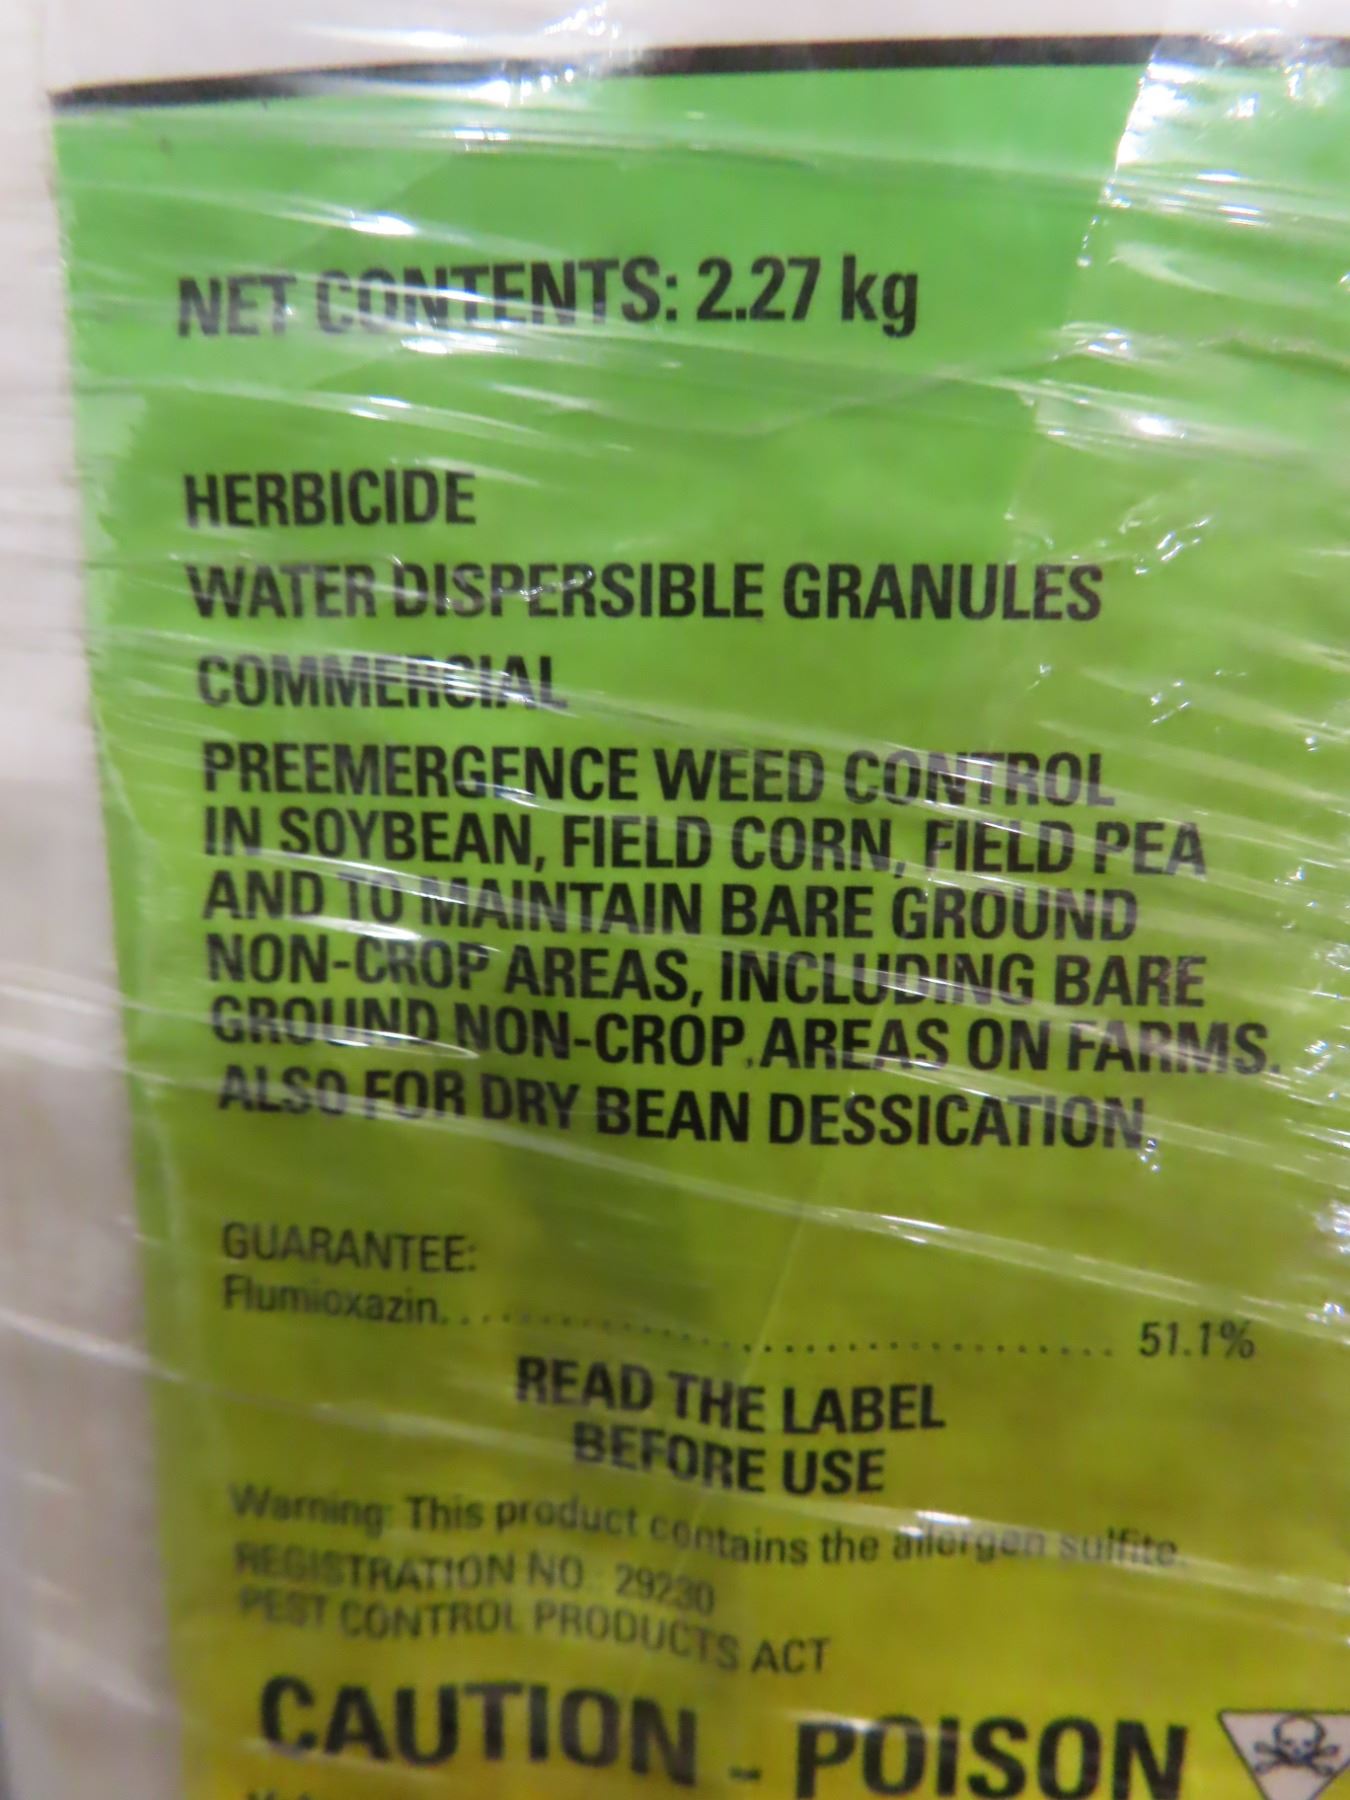 NET CONTENTS: 2.27 kg
HERBICIDE
WATER DISPERSIBLE GRANULES
COMMERCIAL
PREEMERGENCE WEED CONTROL
IN SOYBEAN, FIELD CORN, FIELD PEA
AND TO MAINTAIN BARE GROUND
NON-CROP AREAS, INCLUDING BARE
GROUND NON-CROP AREAS ON FARMS.
ALSO FOR DRY BEAN DESSICATION.
GUARANTEE:
Flumioxazin.......................................... 51.1%
READ THE LABEL
BEFORE USE
Warning: This product contains the allergen sulfite.
REGISTRATION NO.: 29230
PEST CONTROL PRODUCTS ACT
CAUTION - POISON